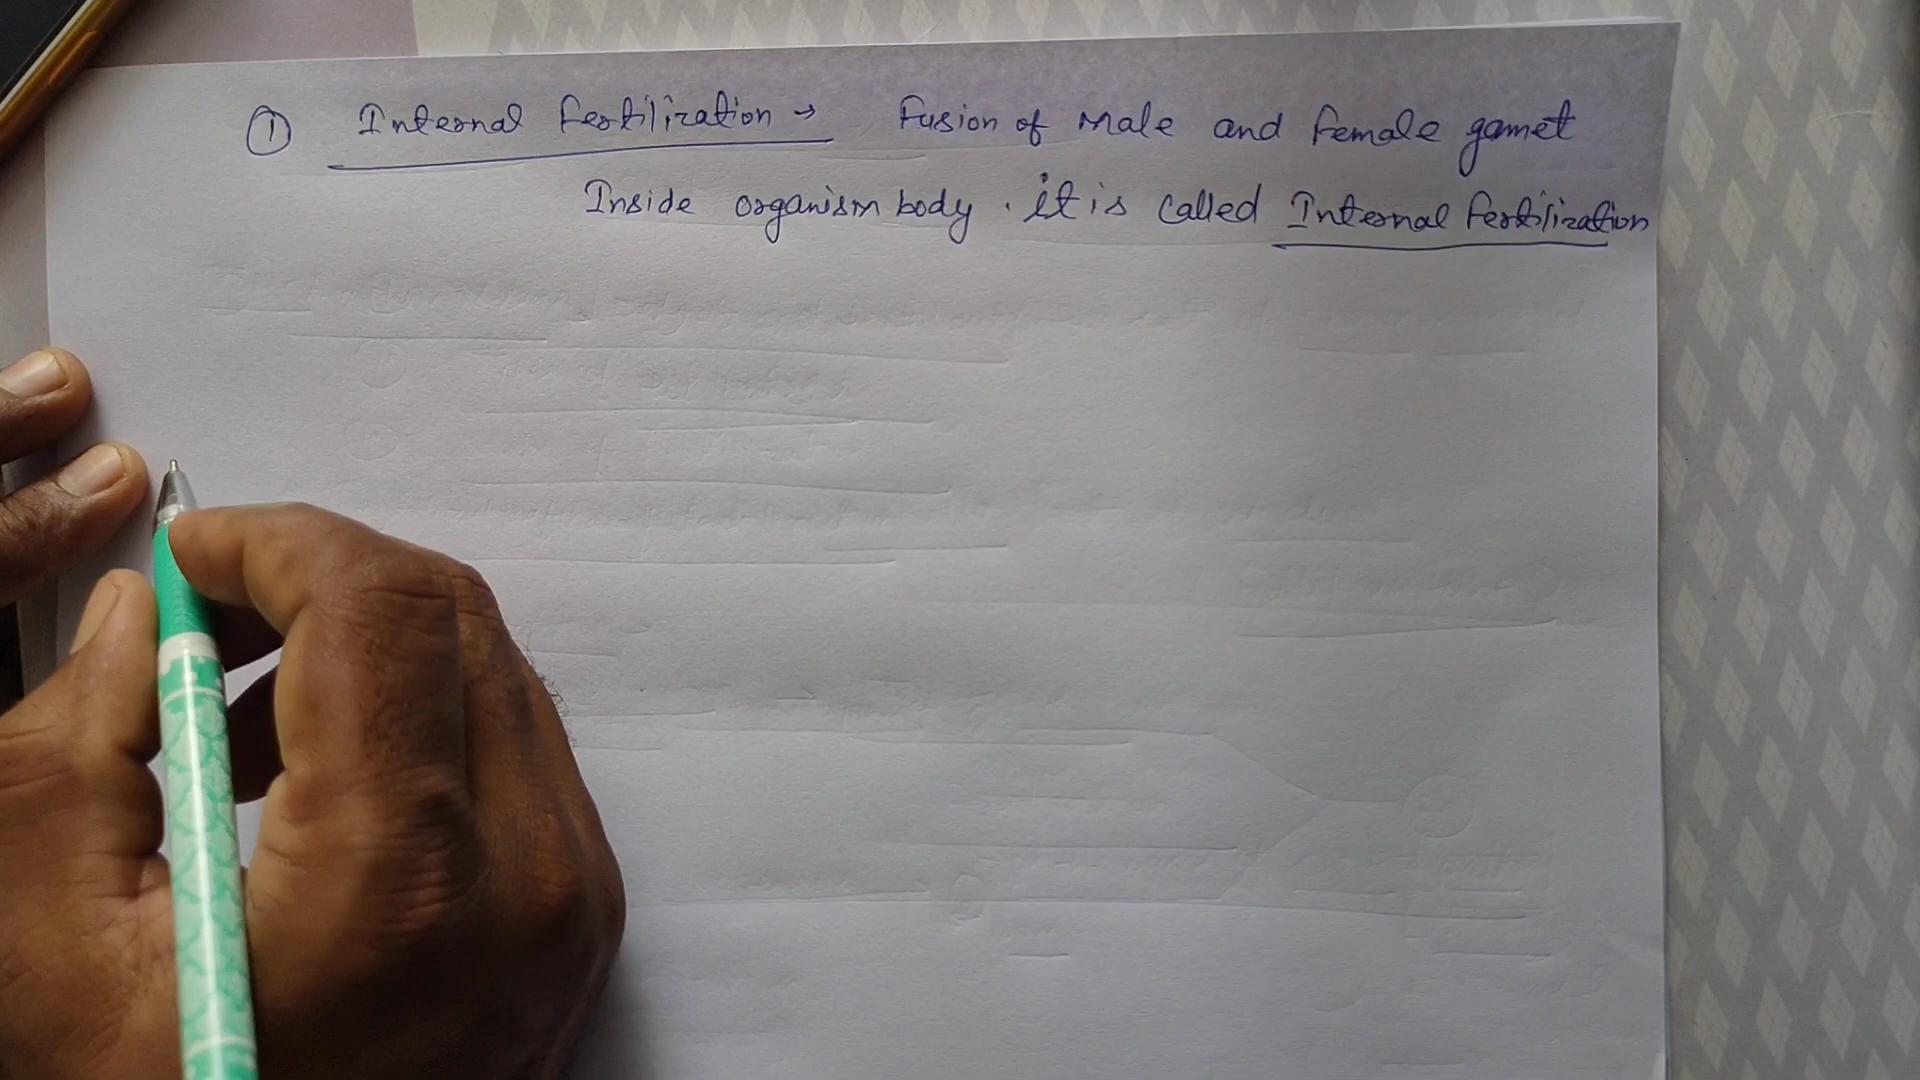 ① Internal Fertilization → Fusion of Male and Female gamet
Inside organism body. it is called Internal Fertilization